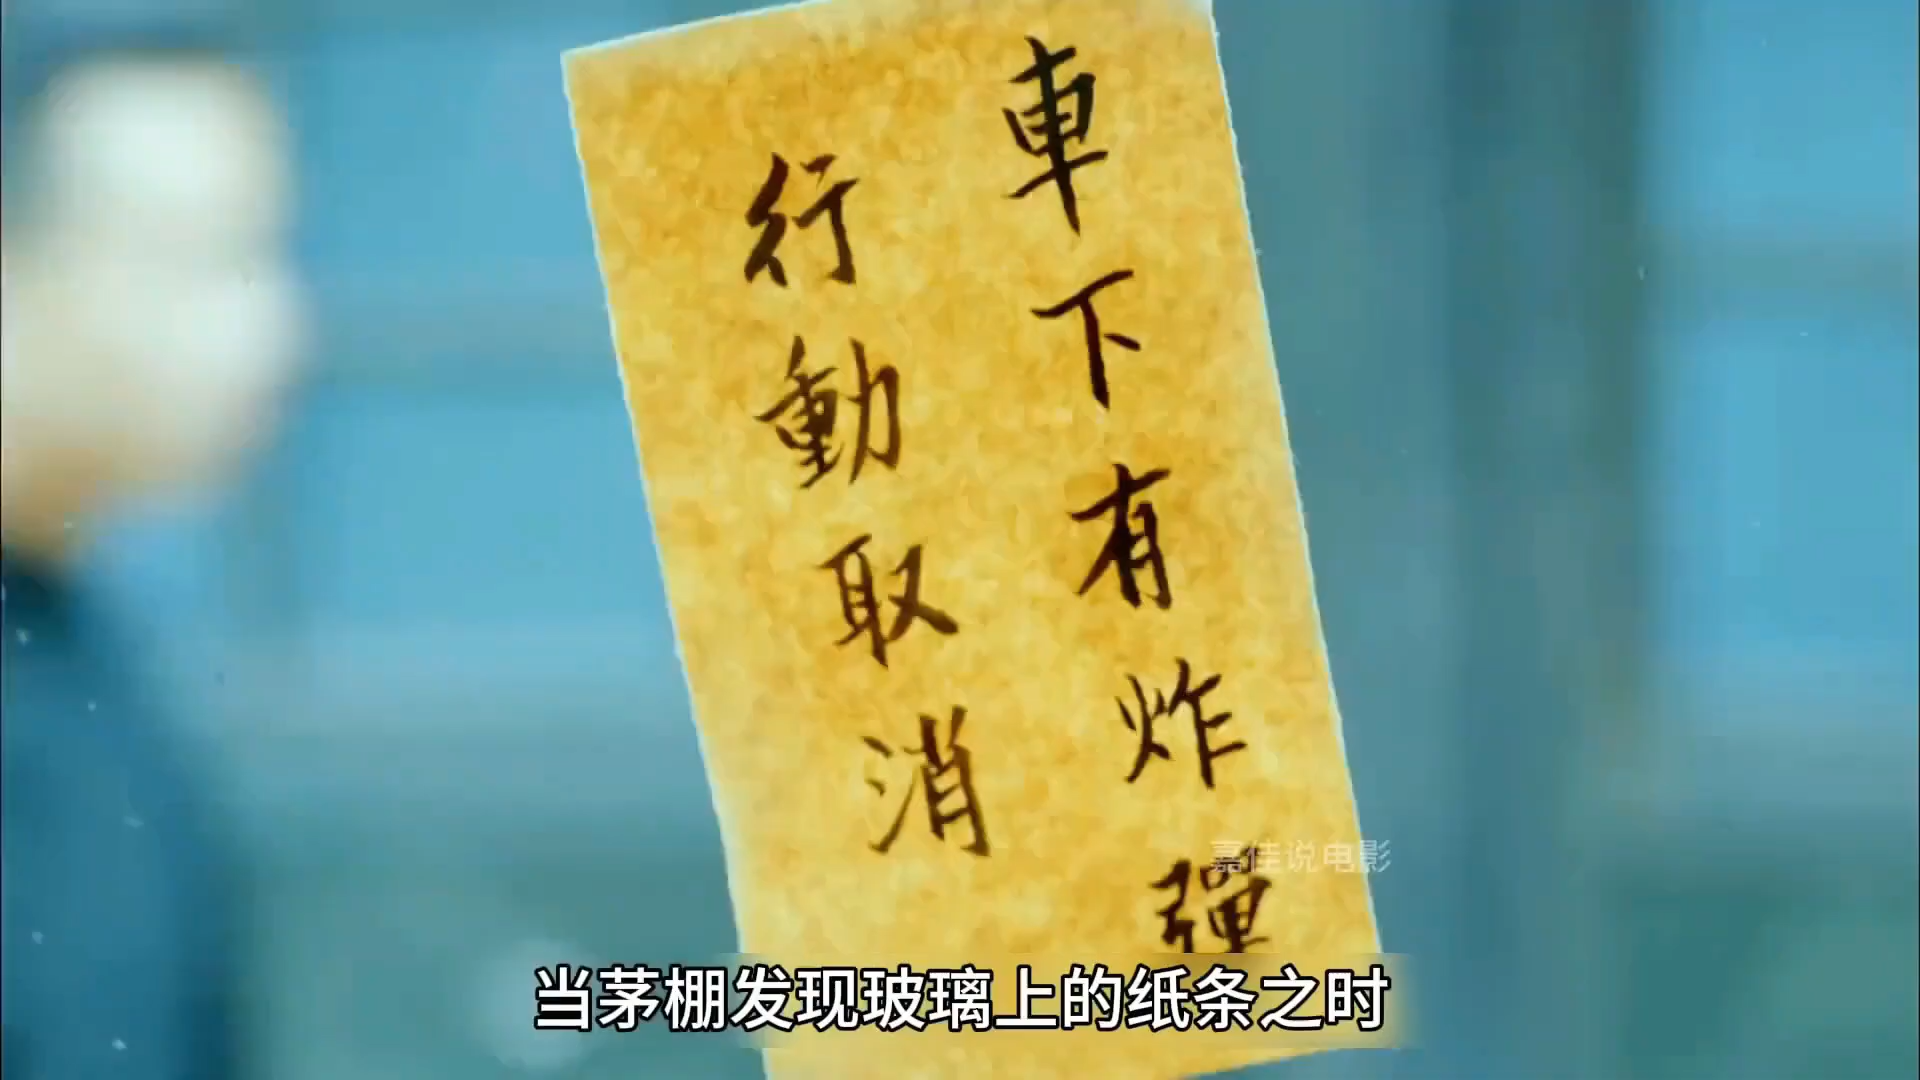 車下有炸彈
行動取消
嘉佳说电影
当茅棚发现玻璃上的纸条之时